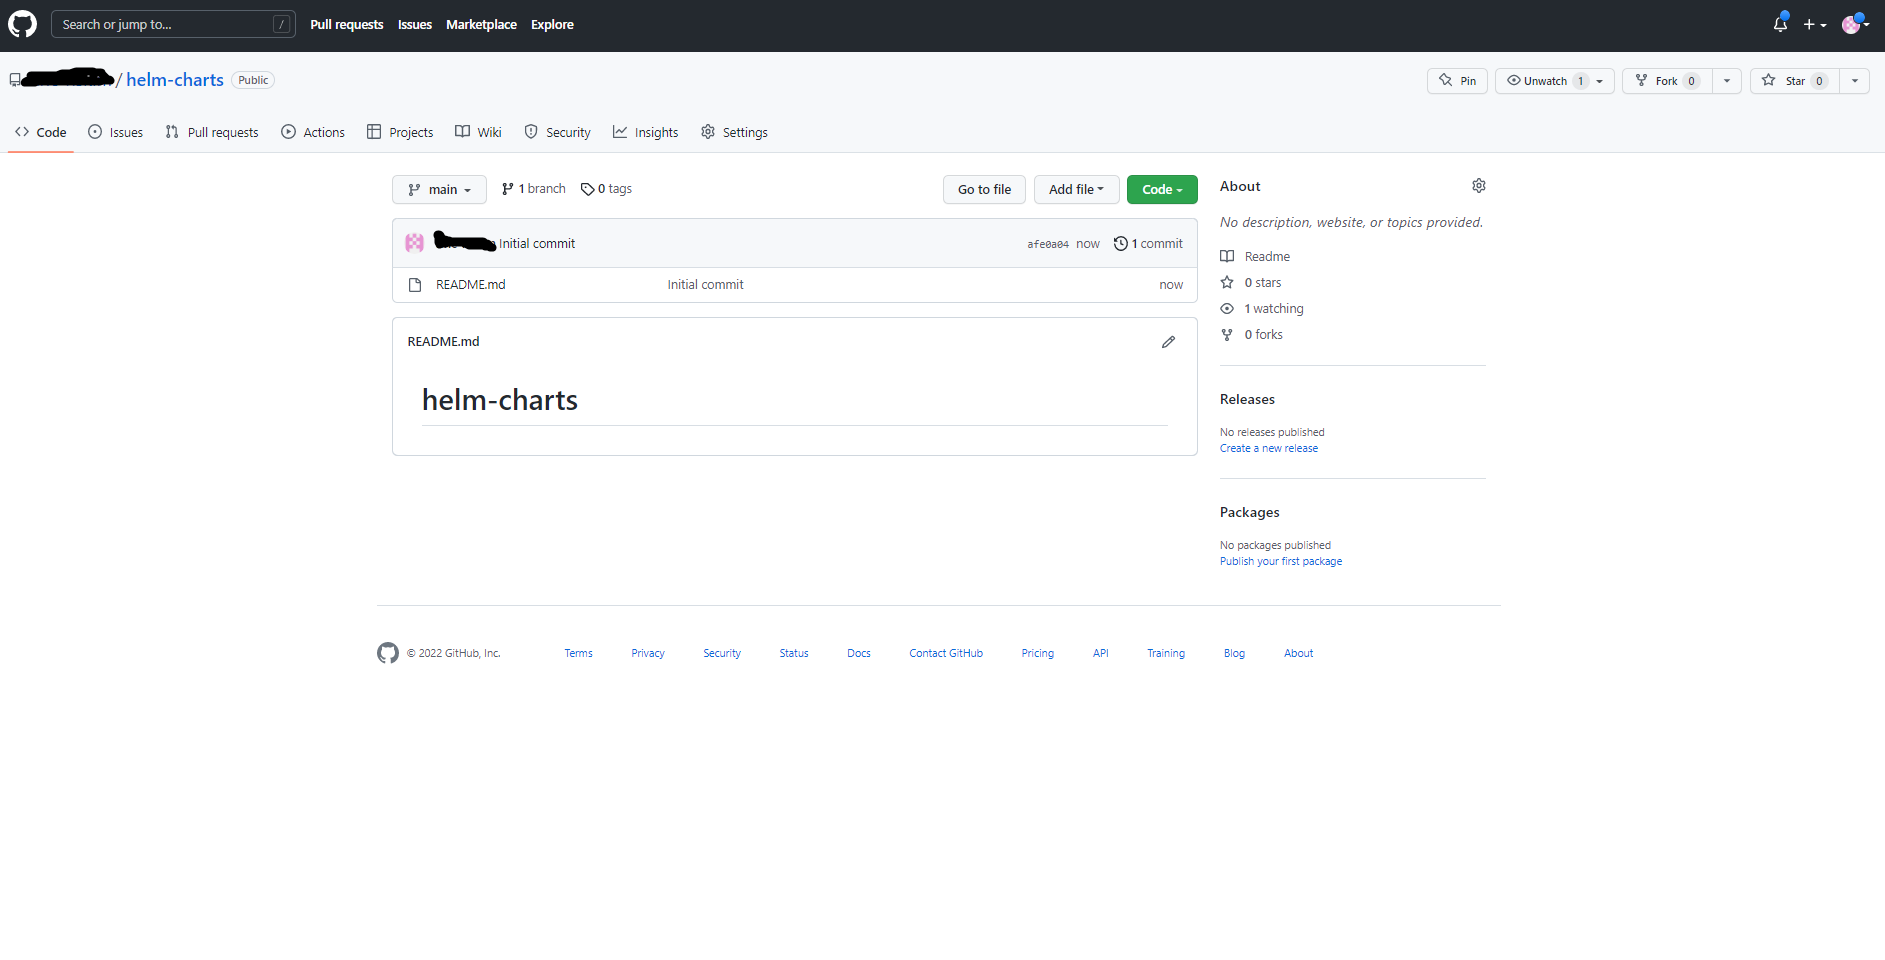 Search or jump to... /
Pull requests Issues Marketplace Explore
/ helm-charts Public
Pin Unwatch 1 Fork 0 Star 0
Code Issues Pull requests Actions Projects Wiki Security Insights Settings
main 1 branch 0 tags Go to file Add file Code
Initial commit afe0a04 now 1 commit
README.md Initial commit now
README.md
helm-charts
About
No description, website, or topics provided.
Readme
0 stars
1 watching
0 forks
Releases
No releases published
Create a new release
Packages
No packages published
Publish your first package
© 2022 GitHub, Inc. Terms Privacy Security Status Docs Contact GitHub Pricing API Training Blog About